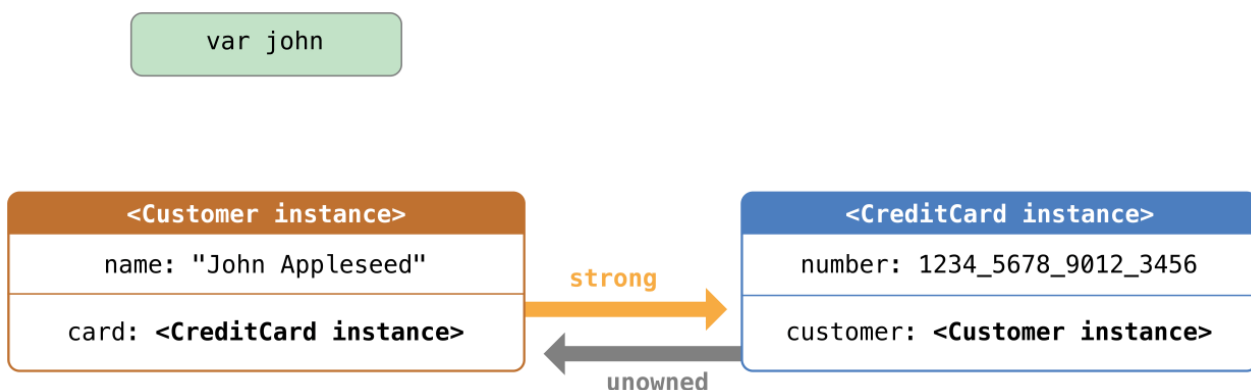 var john
<Customer instance>
name: "John Appleseed"
card: <CreditCard instance>
strong
unowned
<CreditCard instance>
number: 1234_5678_9012_3456
customer: <Customer instance>